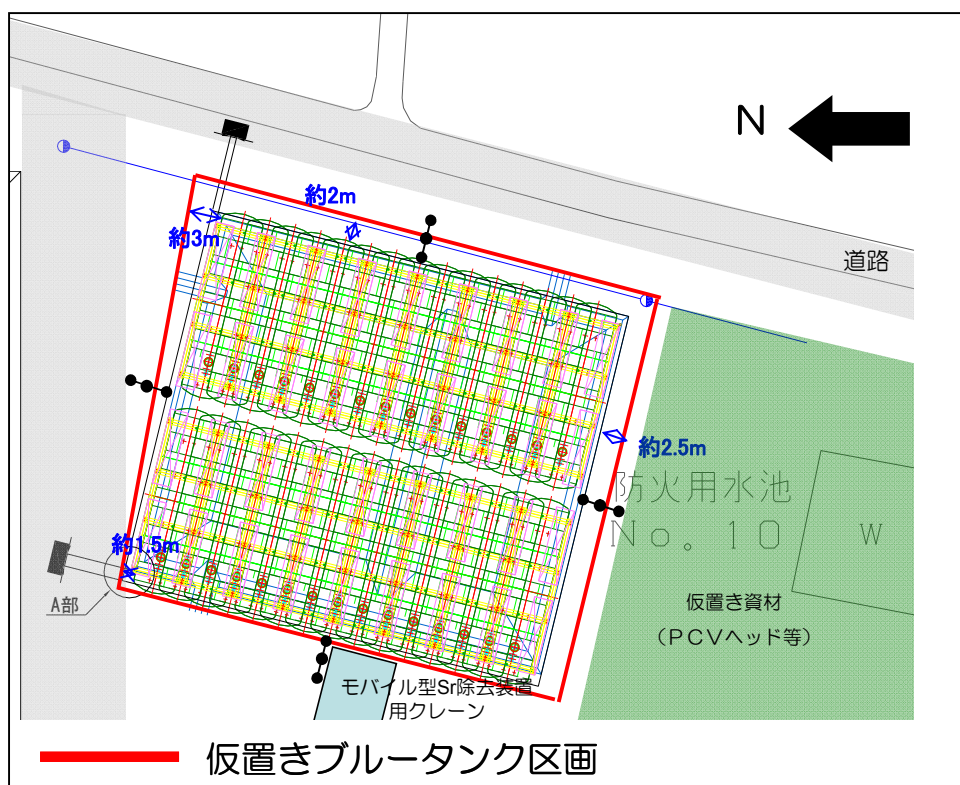 N
約2m
約3m
道路
約2.5m
防火用水池
No。10 W
約1.5m
A部
仮置き資材
（PCVヘッド等）
モバイル型Sr除去装置
用クレーン
仮置きブルータンク区画